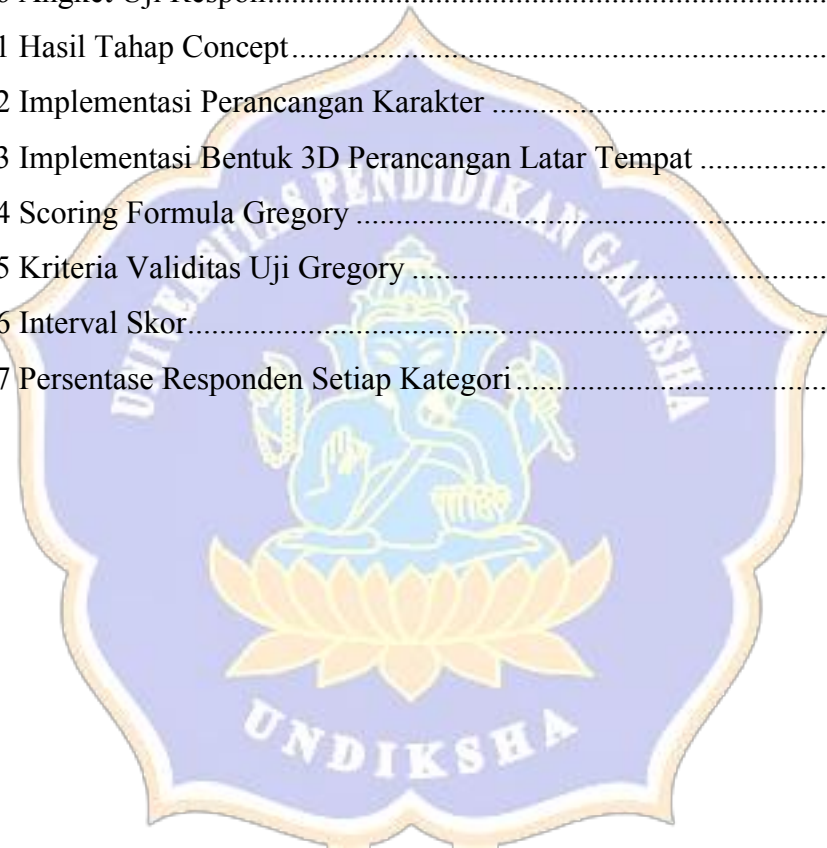 Angket Uji Respon
1 Hasil Tahap Concept
2 Implementasi Perancangan Karakter
3 Implementasi Bentuk 3D Perancangan Latar Tempat
4 Scoring Formula Gregory
5 Kriteria Validitas Uji Gregory
6 Interval Skor
7 Persentase Responden Setiap Kategori
UNIVERSITAS PENDIDIKAN GANESHA
UNDIKSHA